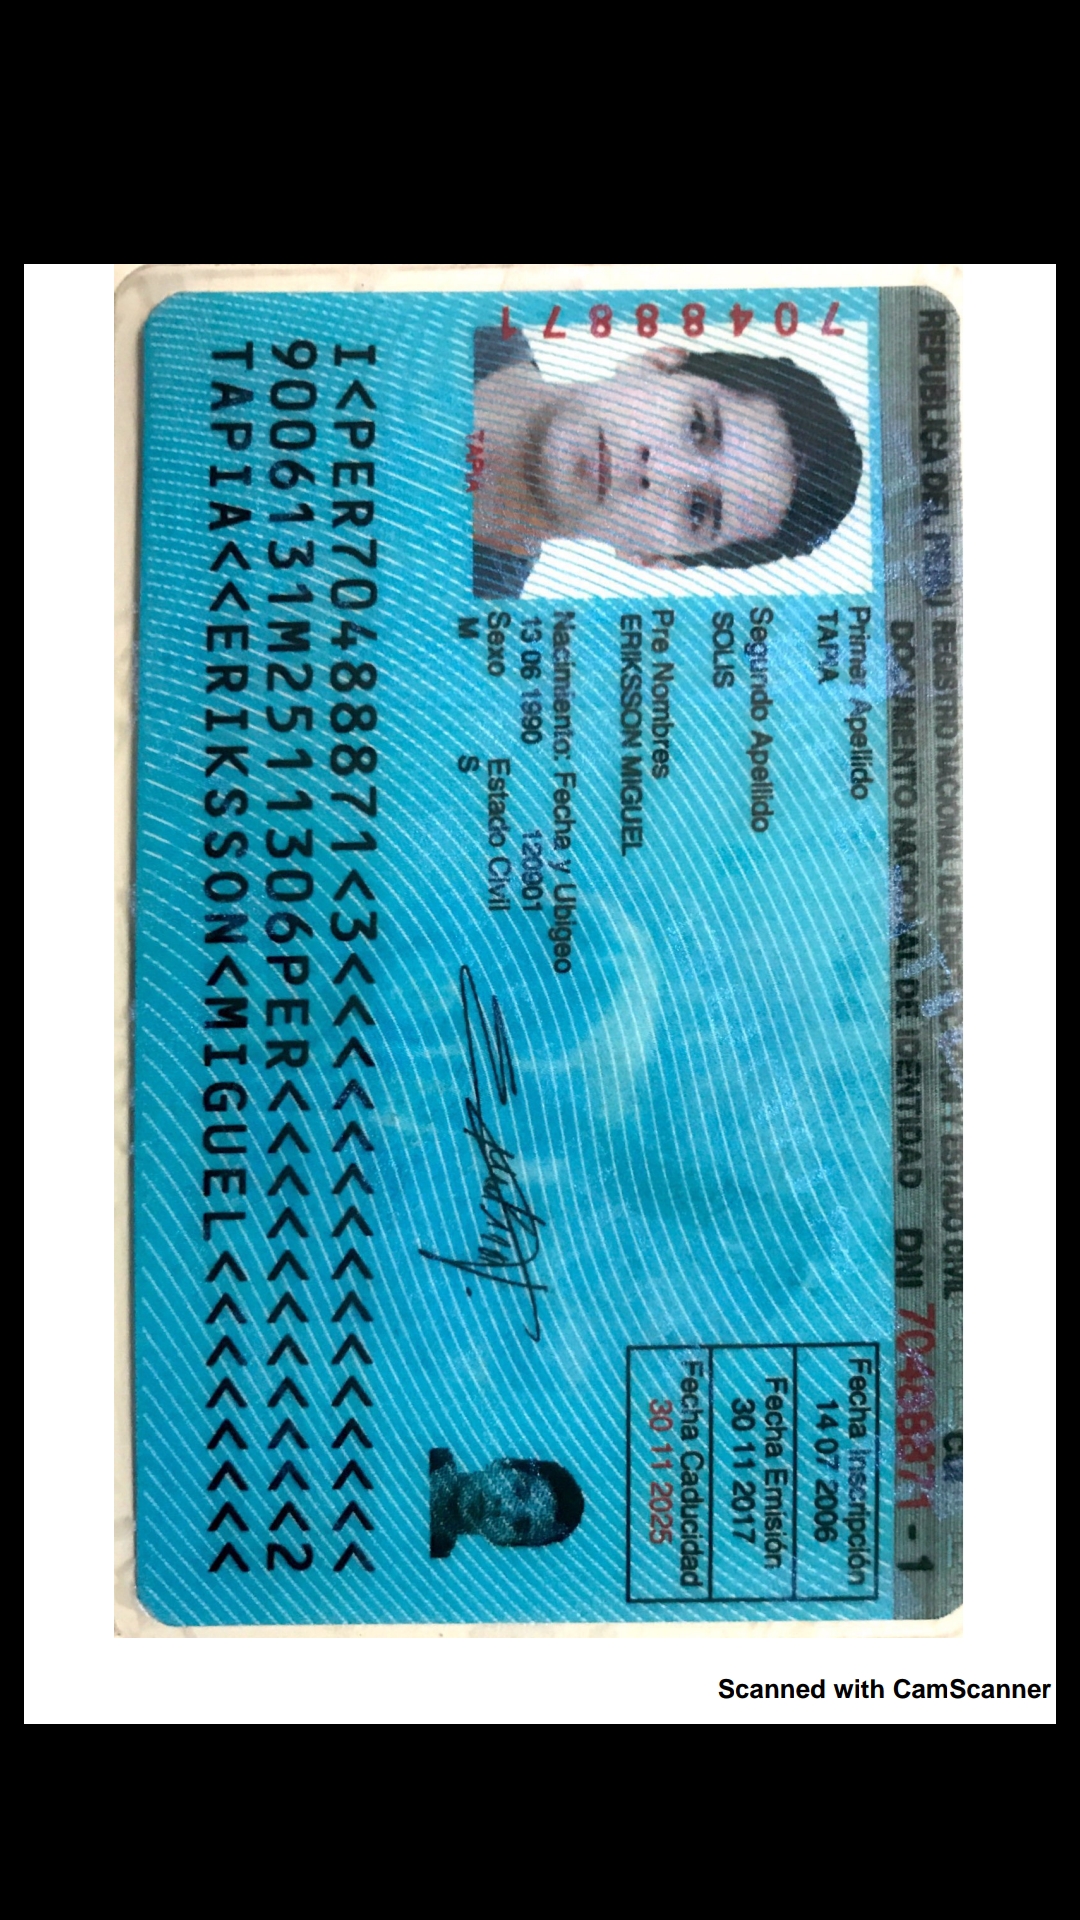 REPUBLICA DEL PERU REGISTRO NACIONAL DE IDENTIFICACION Y ESTADO CIVIL
DOCUMENTO NACIONAL DE IDENTIDAD DNI 70488871 - 1
70488871
TAPIA
Primer Apellido
TAPIA
Segundo Apellido
SOLIS
Pre Nombres
ERIKSSON MIGUEL
Nacimiento: Fecha y Ubigeo
13 06 1990 120901
Sexo Estado Civil
M S
Fecha Inscripción
14 07 2006
Fecha Emisión
30 11 2017
Fecha Caducidad
30 11 2025
I<PER70488871<3<<<<<<<<<<<<<<<
9006131M2511306PER<<<<<<<<<<<2
TAPIA<<ERIKSSON<MIGUEL<<<<<<<<
Scanned with CamScanner